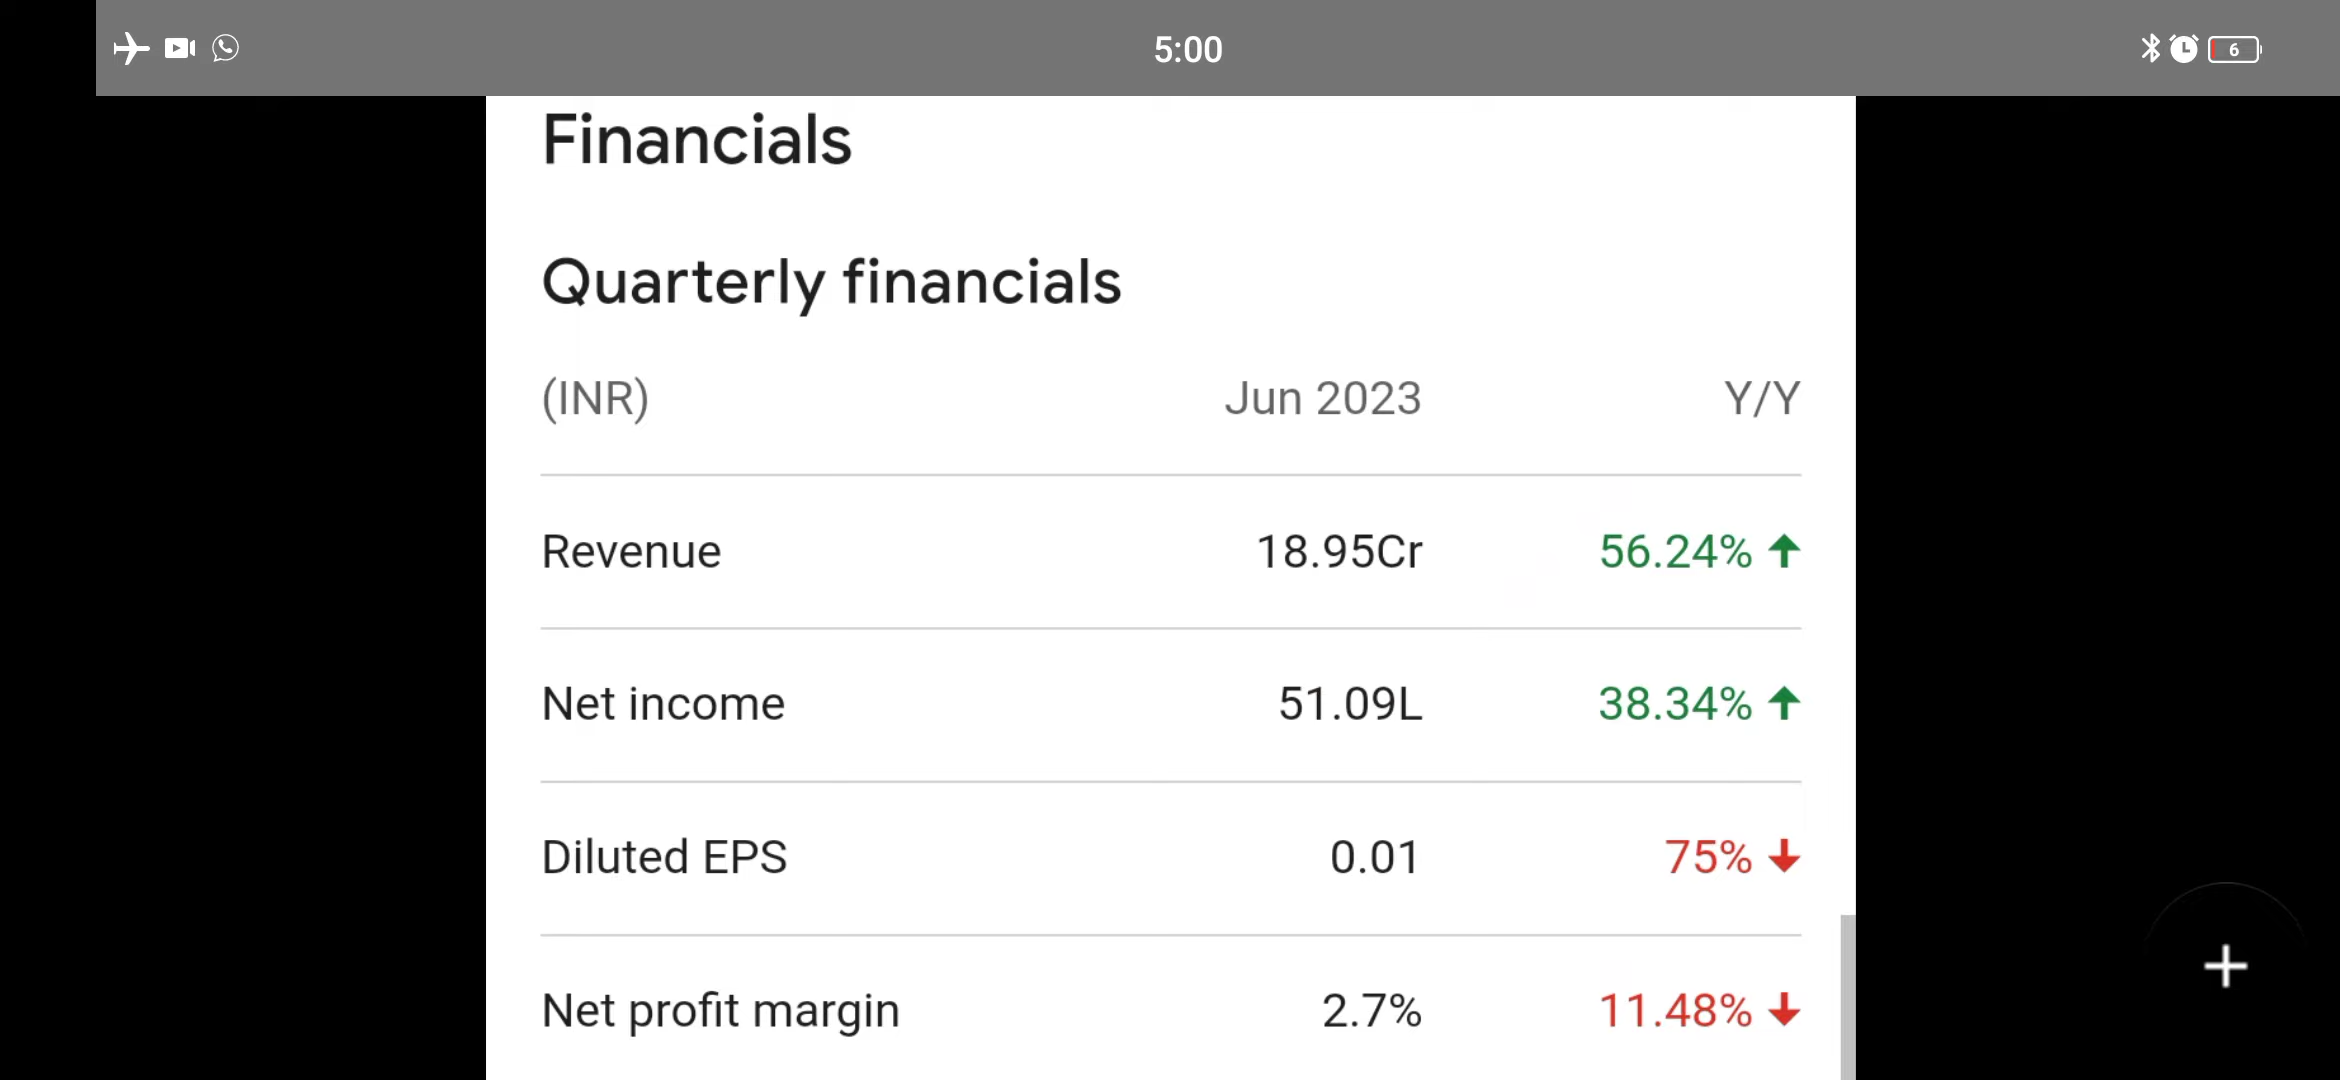 5:00
6
Financials
Quarterly financials
(INR) Jun 2023 Y/Y
Revenue 18.95Cr 56.24%
Net income 51.09L 38.34%
Diluted EPS 0.01 75%
Net profit margin 2.7% 11.48%